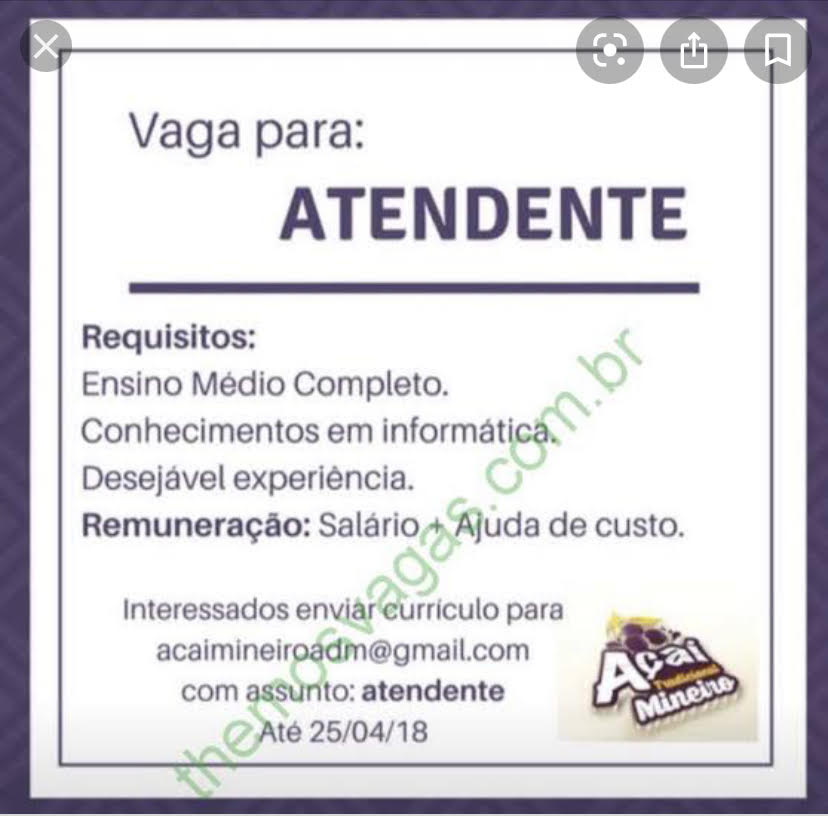 Vaga para:
ATENDENTE
Requisitos:
Ensino Médio Completo.
Conhecimentos em informática.
Desejável experiência.
Remuneração: Salário + Ajuda de custo.
Interessados enviar currículo para
acaimineiroadm@gmail.com
com assunto: atendente
Até 25/04/18
Açaí
Tradicional
Mineiro
themosvagas.com.br